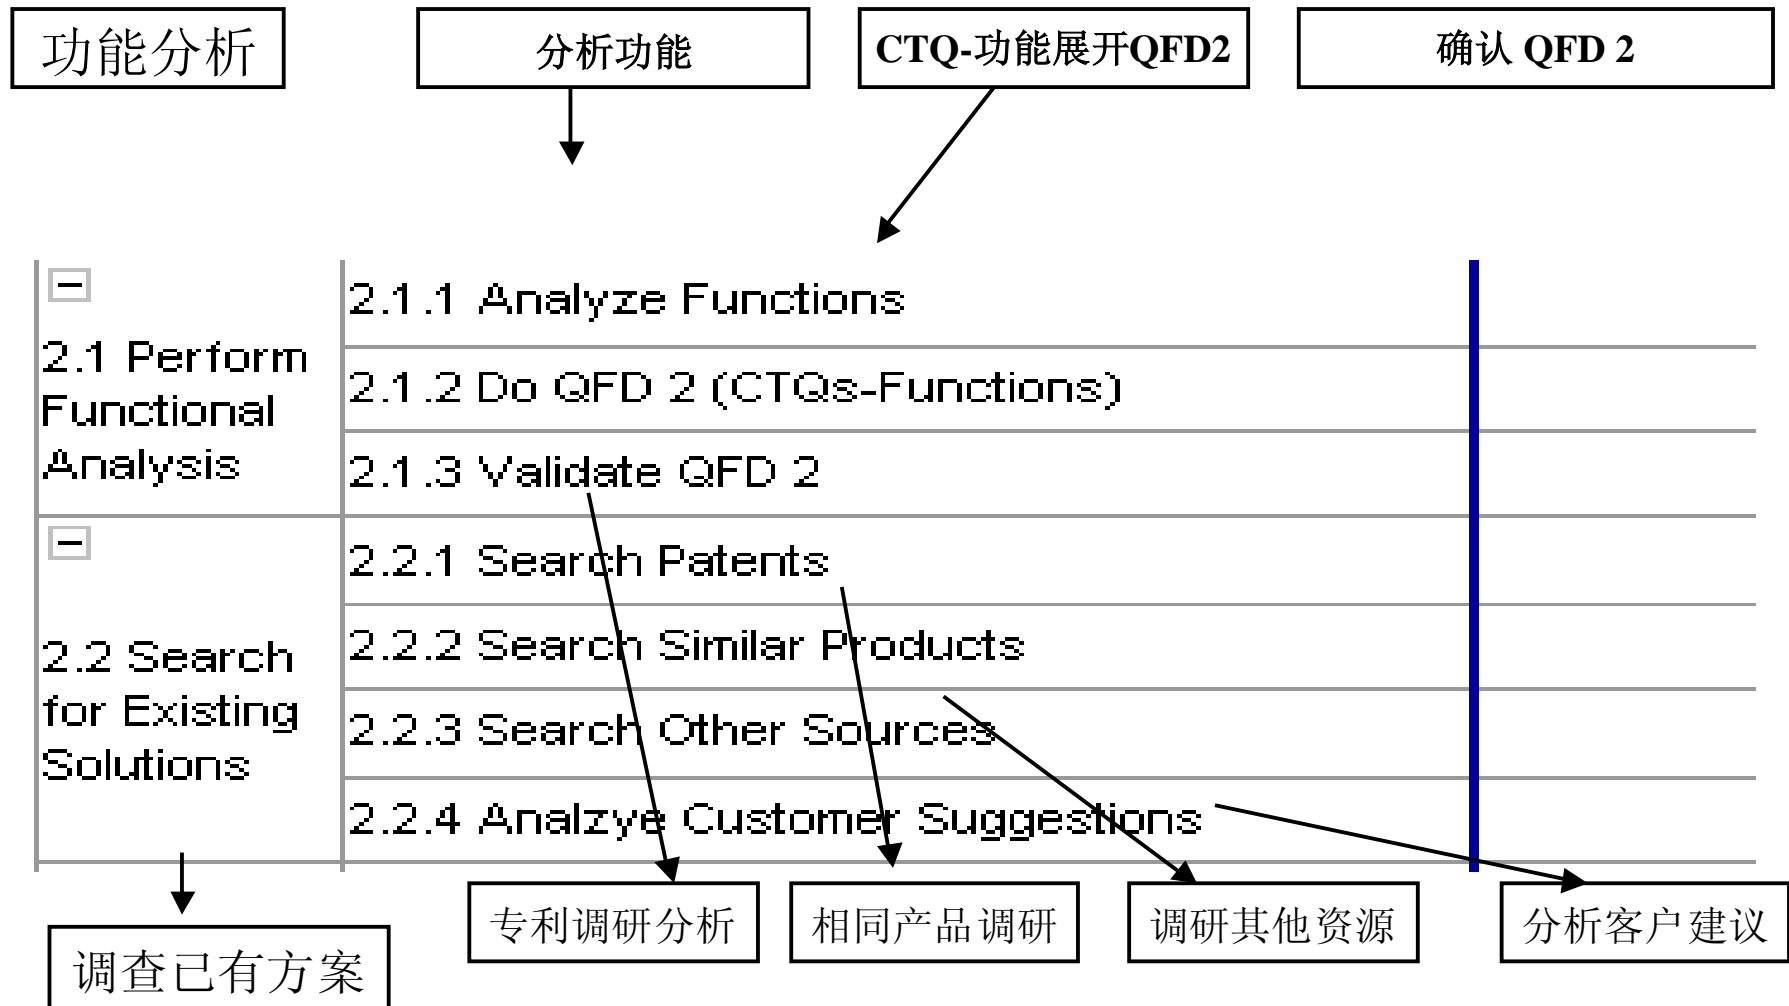 功能分析
分析功能
CTQ-功能展开QFD2
确认 QFD 2
2.1 Perform
Functional
Analysis
2.1.1 Analyze Functions
2.1.2 Do QFD 2 (CTQs-Functions)
2.1.3 Validate QFD 2
2.2 Search
for Existing
Solutions
2.2.1 Search Patents
2.2.2 Search Similar Products
2.2.3 Search Other Sources
2.2.4 Analzye Customer Suggestions
专利调研分析
相同产品调研
调研其他资源
分析客户建议
调查已有方案